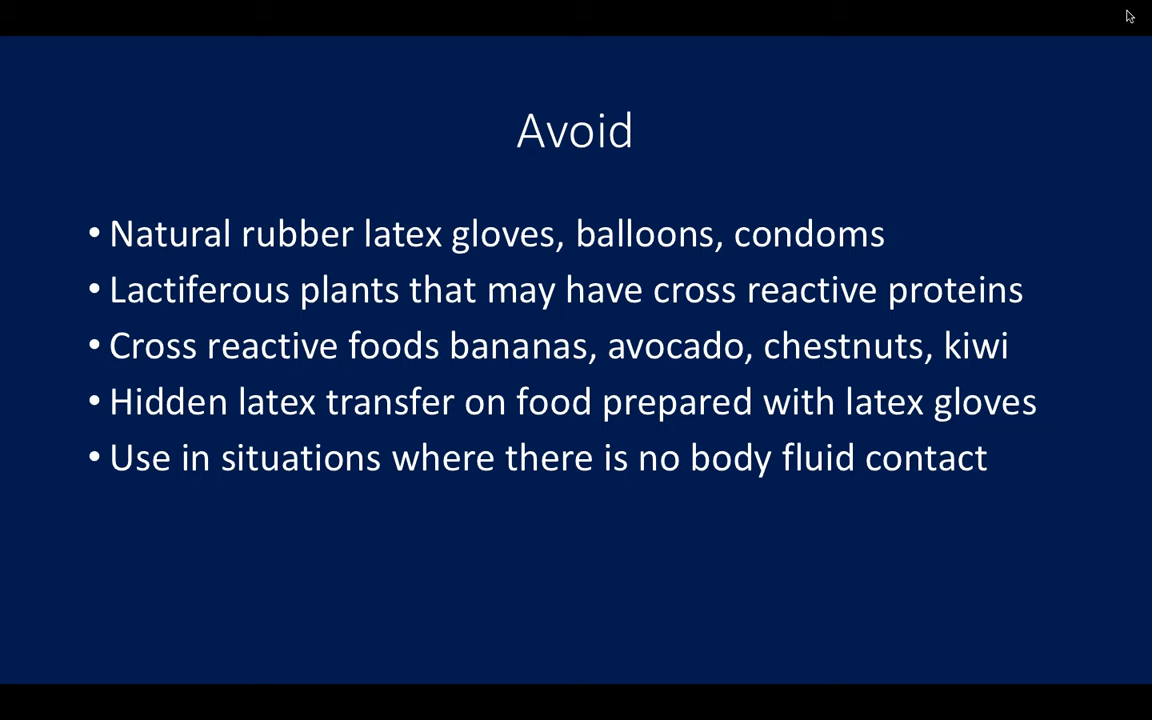 Avoid
• Natural rubber latex gloves, balloons, condoms
• Lactiferous plants that may have cross reactive proteins
• Cross reactive foods bananas, avocado, chestnuts, kiwi
• Hidden latex transfer on food prepared with latex gloves
• Use in situations where there is no body fluid contact